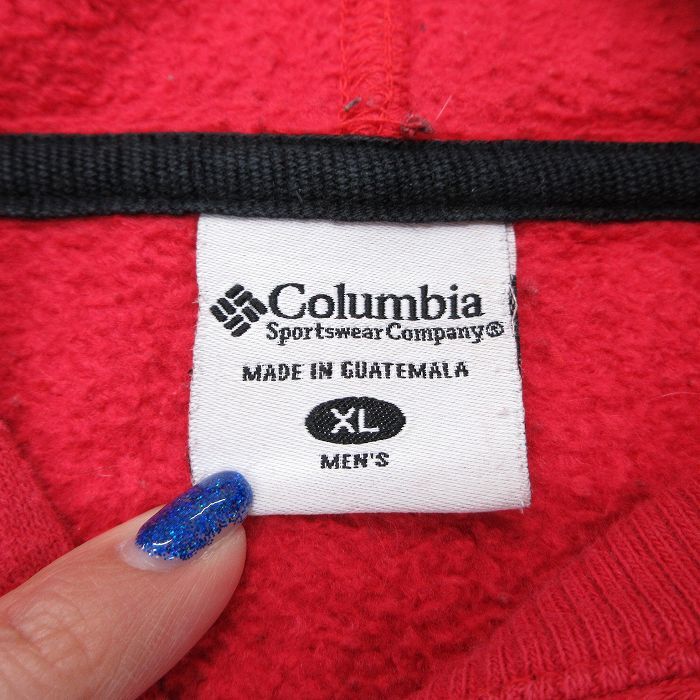 Columbia
Sportswear Company®
MADE IN GUATEMALA
XL
MEN'S